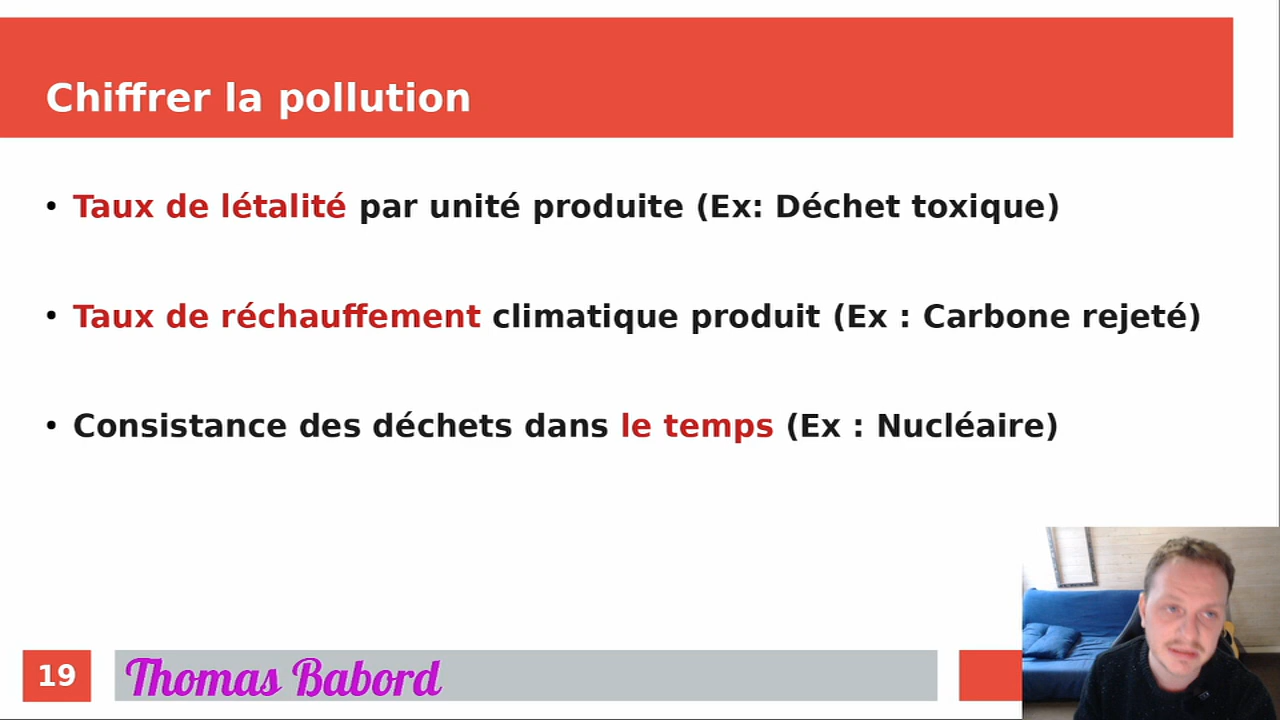 Chiffrer la pollution
• Taux de létalité par unité produite (Ex: Déchet toxique)
• Taux de réchauffement climatique produit (Ex : Carbone rejeté)
• Consistance des déchets dans le temps (Ex : Nucléaire)
19
Thomas Babord